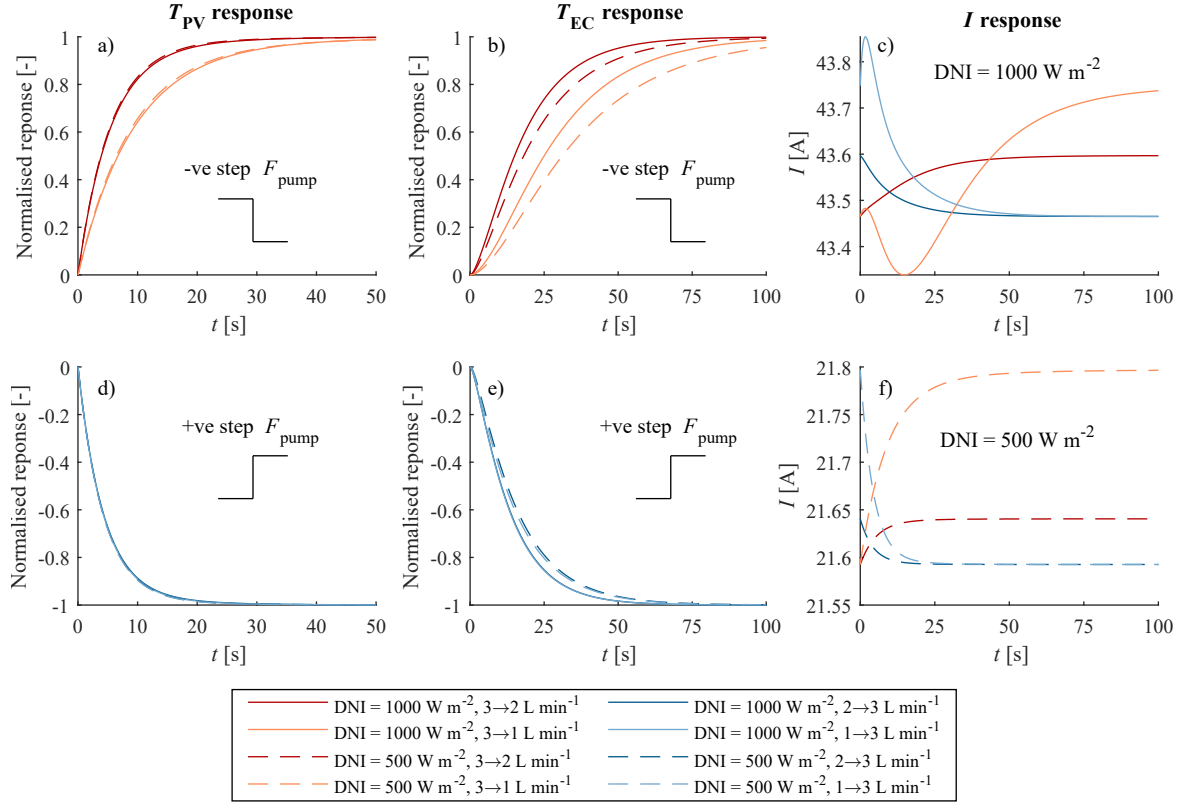 T_PV response
T_EC response
I response
a)
b)
c)
Normalised reponse [-]
1
0.8
0.6
0.4
0.2
0
-ve step F_pump
0 10 20 30 40 50
t [s]
Normalised reponse [-]
1
0.8
0.6
0.4
0.2
0
-ve step F_pump
0 25 50 75 100
t [s]
I [A]
43.8
43.7
43.6
43.5
43.4
DNI = 1000 W m⁻²
0 25 50 75 100
t [s]
d)
e)
f)
Normalised response [-]
0
-0.2
-0.4
-0.6
-0.8
-1
+ve step F_pump
0 10 20 30 40 50
t [s]
Normalised response [-]
0
-0.2
-0.4
-0.6
-0.8
-1
+ve step F_pump
0 25 50 75 100
t [s]
I [A]
21.8
21.75
21.7
21.65
21.6
21.55
DNI = 500 W m⁻²
0 25 50 75 100
t [s]
DNI = 1000 W m⁻², 3→2 L min⁻¹
DNI = 1000 W m⁻², 3→1 L min⁻¹
DNI = 500 W m⁻², 3→2 L min⁻¹
DNI = 500 W m⁻², 3→1 L min⁻¹
DNI = 1000 W m⁻², 2→3 L min⁻¹
DNI = 1000 W m⁻², 1→3 L min⁻¹
DNI = 500 W m⁻², 2→3 L min⁻¹
DNI = 500 W m⁻², 1→3 L min⁻¹